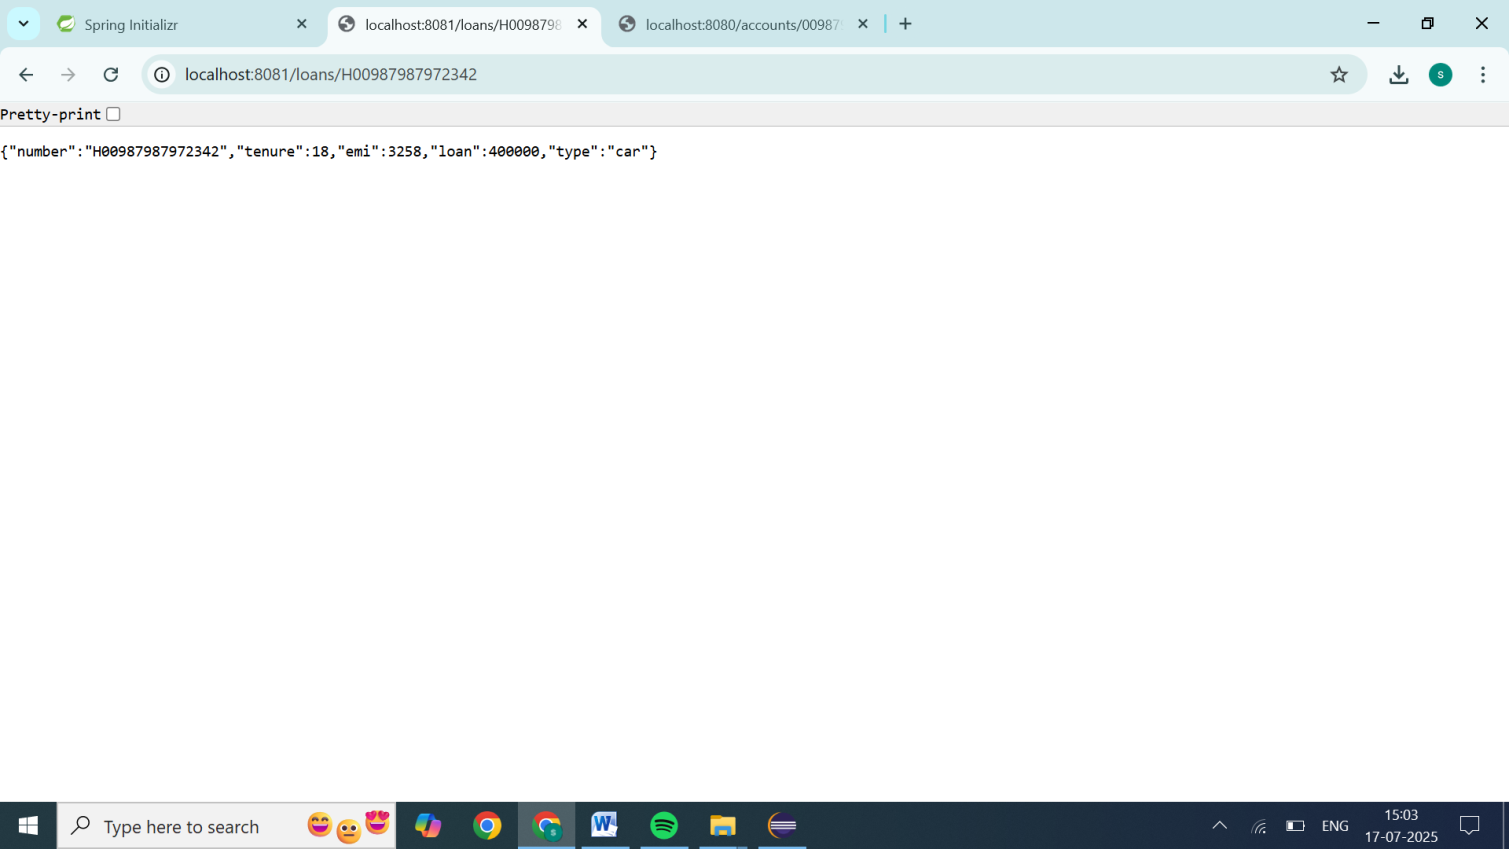 Spring Initializr
localhost:8081/loans/H0098798
localhost:8080/accounts/00987
localhost:8081/loans/H00987987972342
S
Pretty-print
{"number":"H00987987972342","tenure":18,"emi":3258,"loan":400000,"type":"car"}
Type here to search
S
W
ENG
15:03
17-07-2025